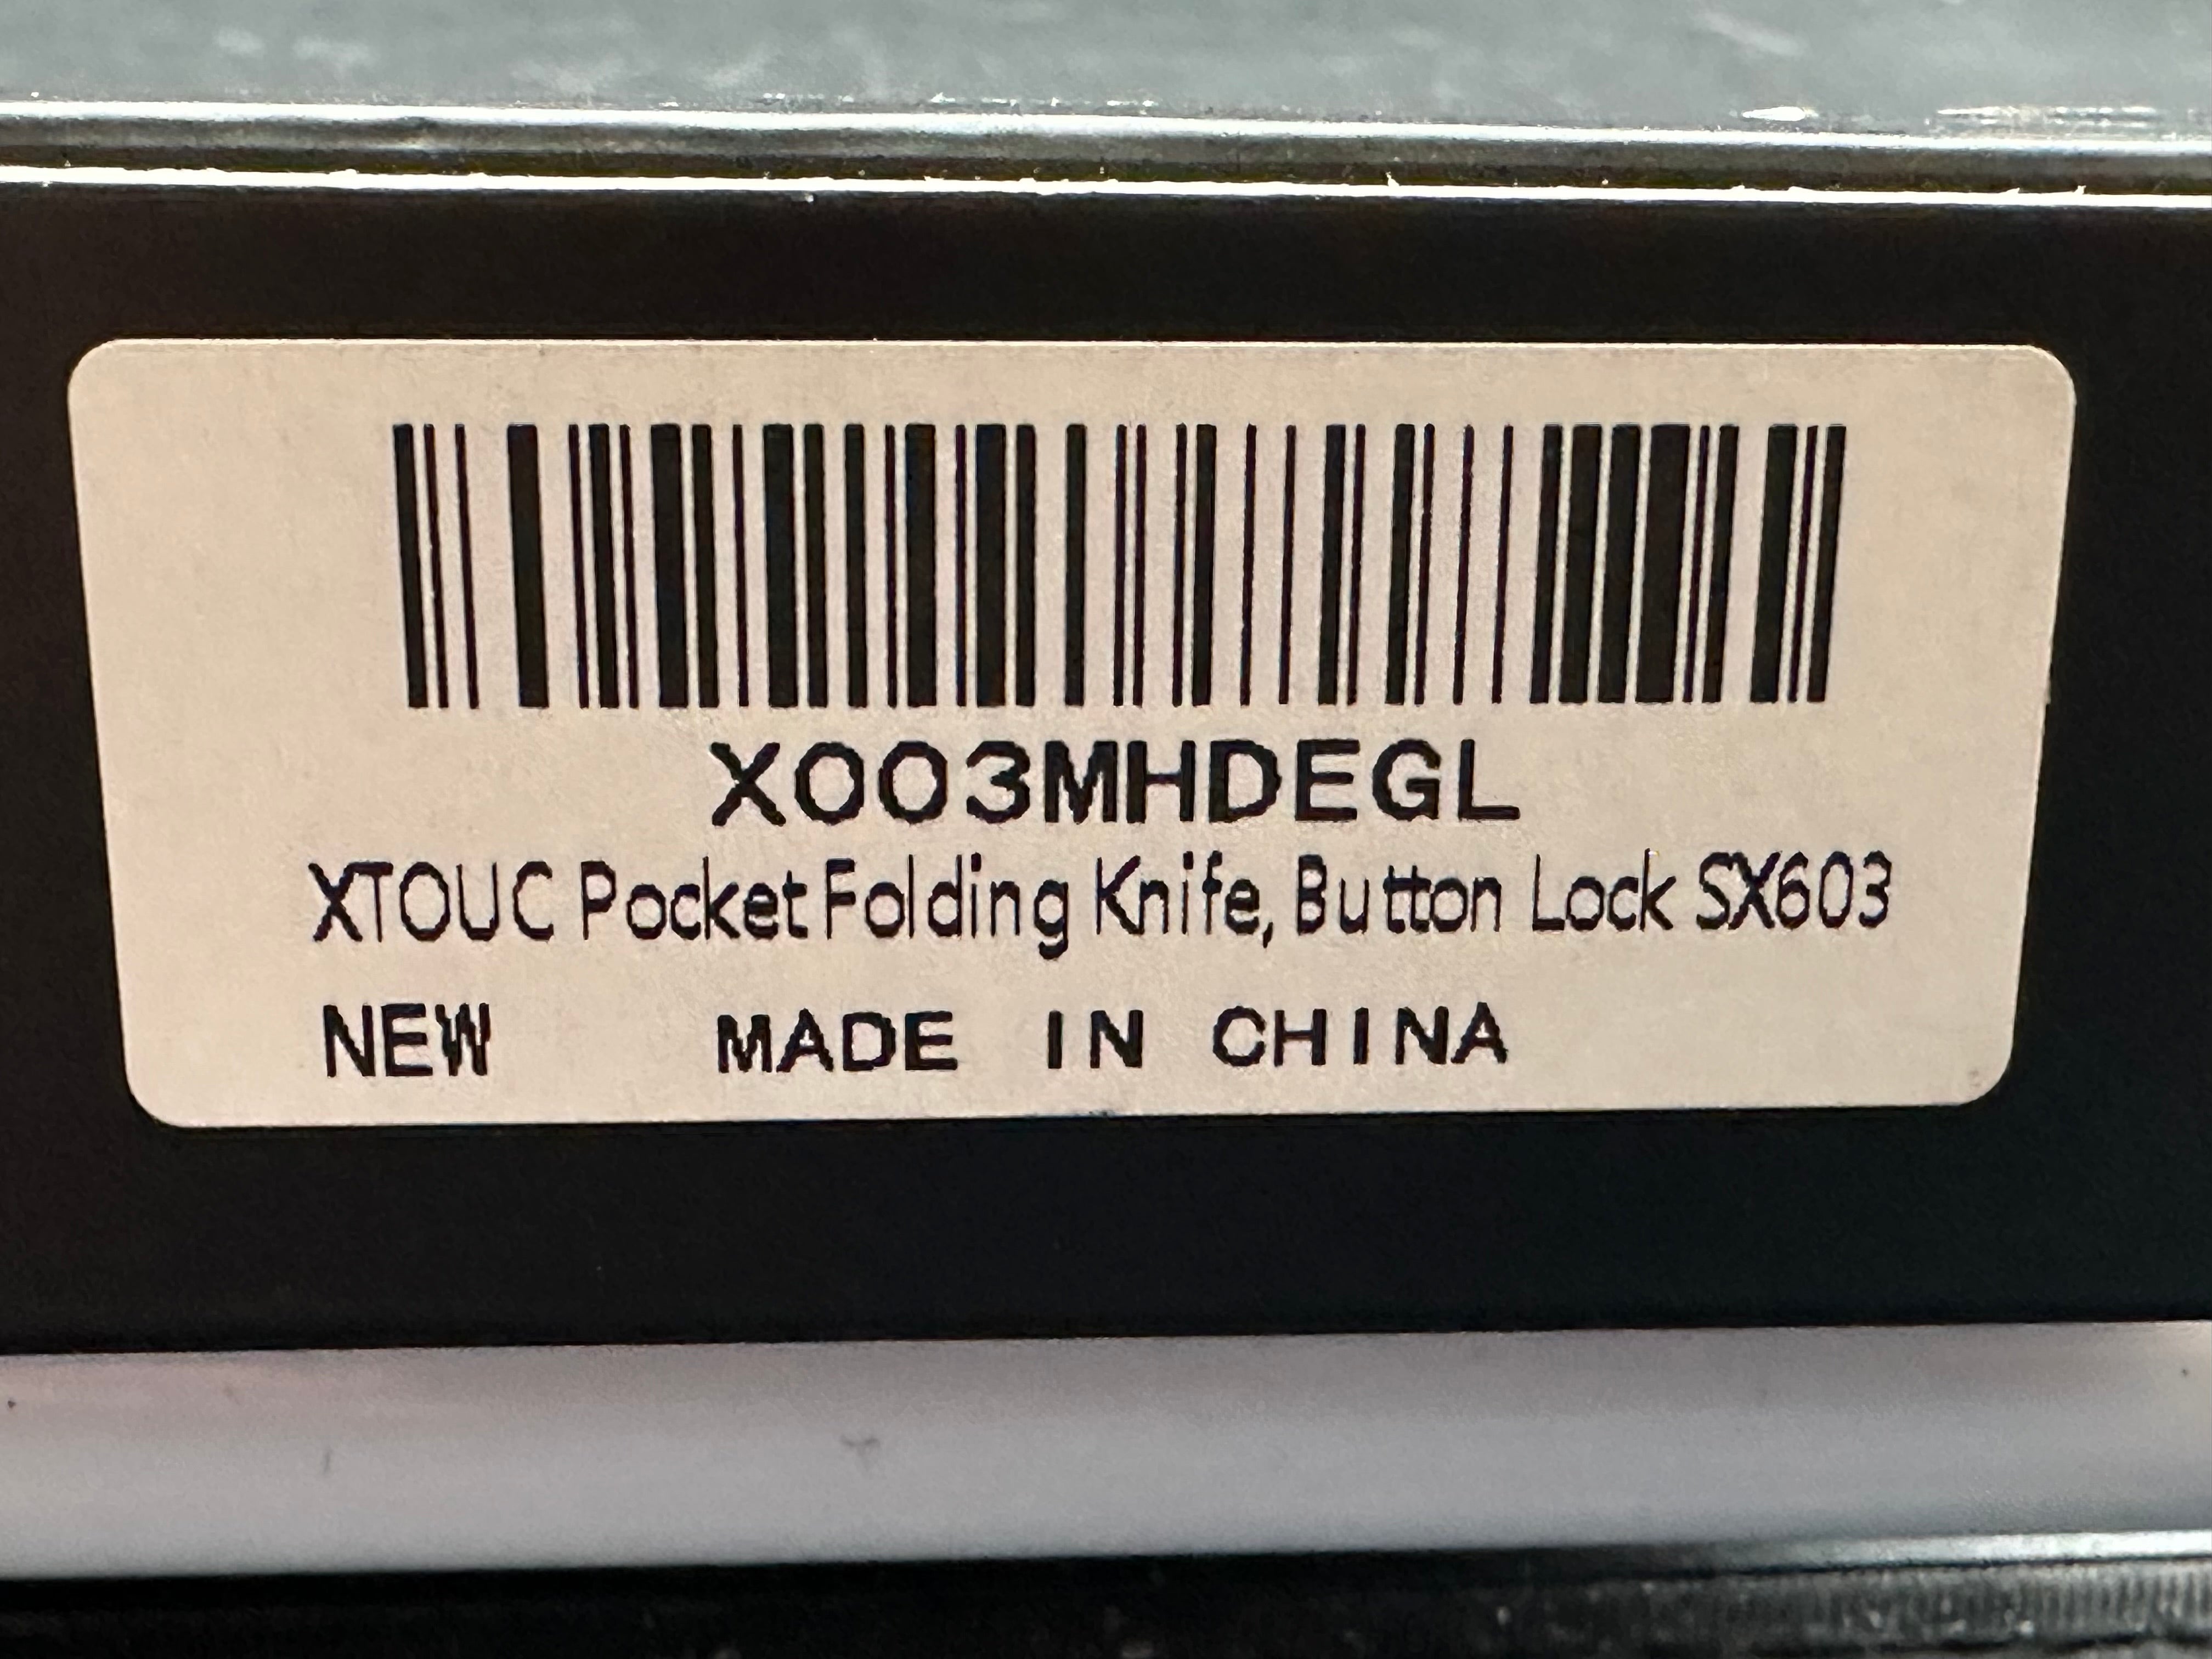 X003MHDEGL
XTOUC Pocket Folding Knife, Button Lock SX603
NEW MADE IN CHINA